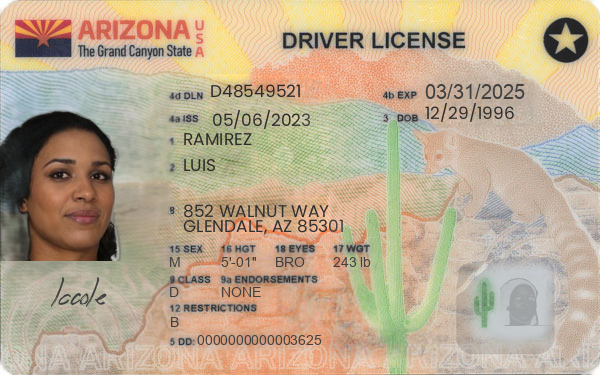 ARIZONA USA
The Grand Canyon State
DRIVER LICENSE
4d DLN D48549521
4b EXP 03/31/2025
4a ISS 05/06/2023
3 DOB 12/29/1996
1 RAMIREZ
2 LUIS
8 852 WALNUT WAY
GLENDALE, AZ 85301
15 SEX 16 HGT 18 EYES 17 WGT
M 5'-01" BRO 243 lb
9 CLASS 9a ENDORSEMENTS
D NONE
12 RESTRICTIONS
B
5 DD: 0000000000003625
ARIZONA ARIZONA ARIZONA ARIZONA